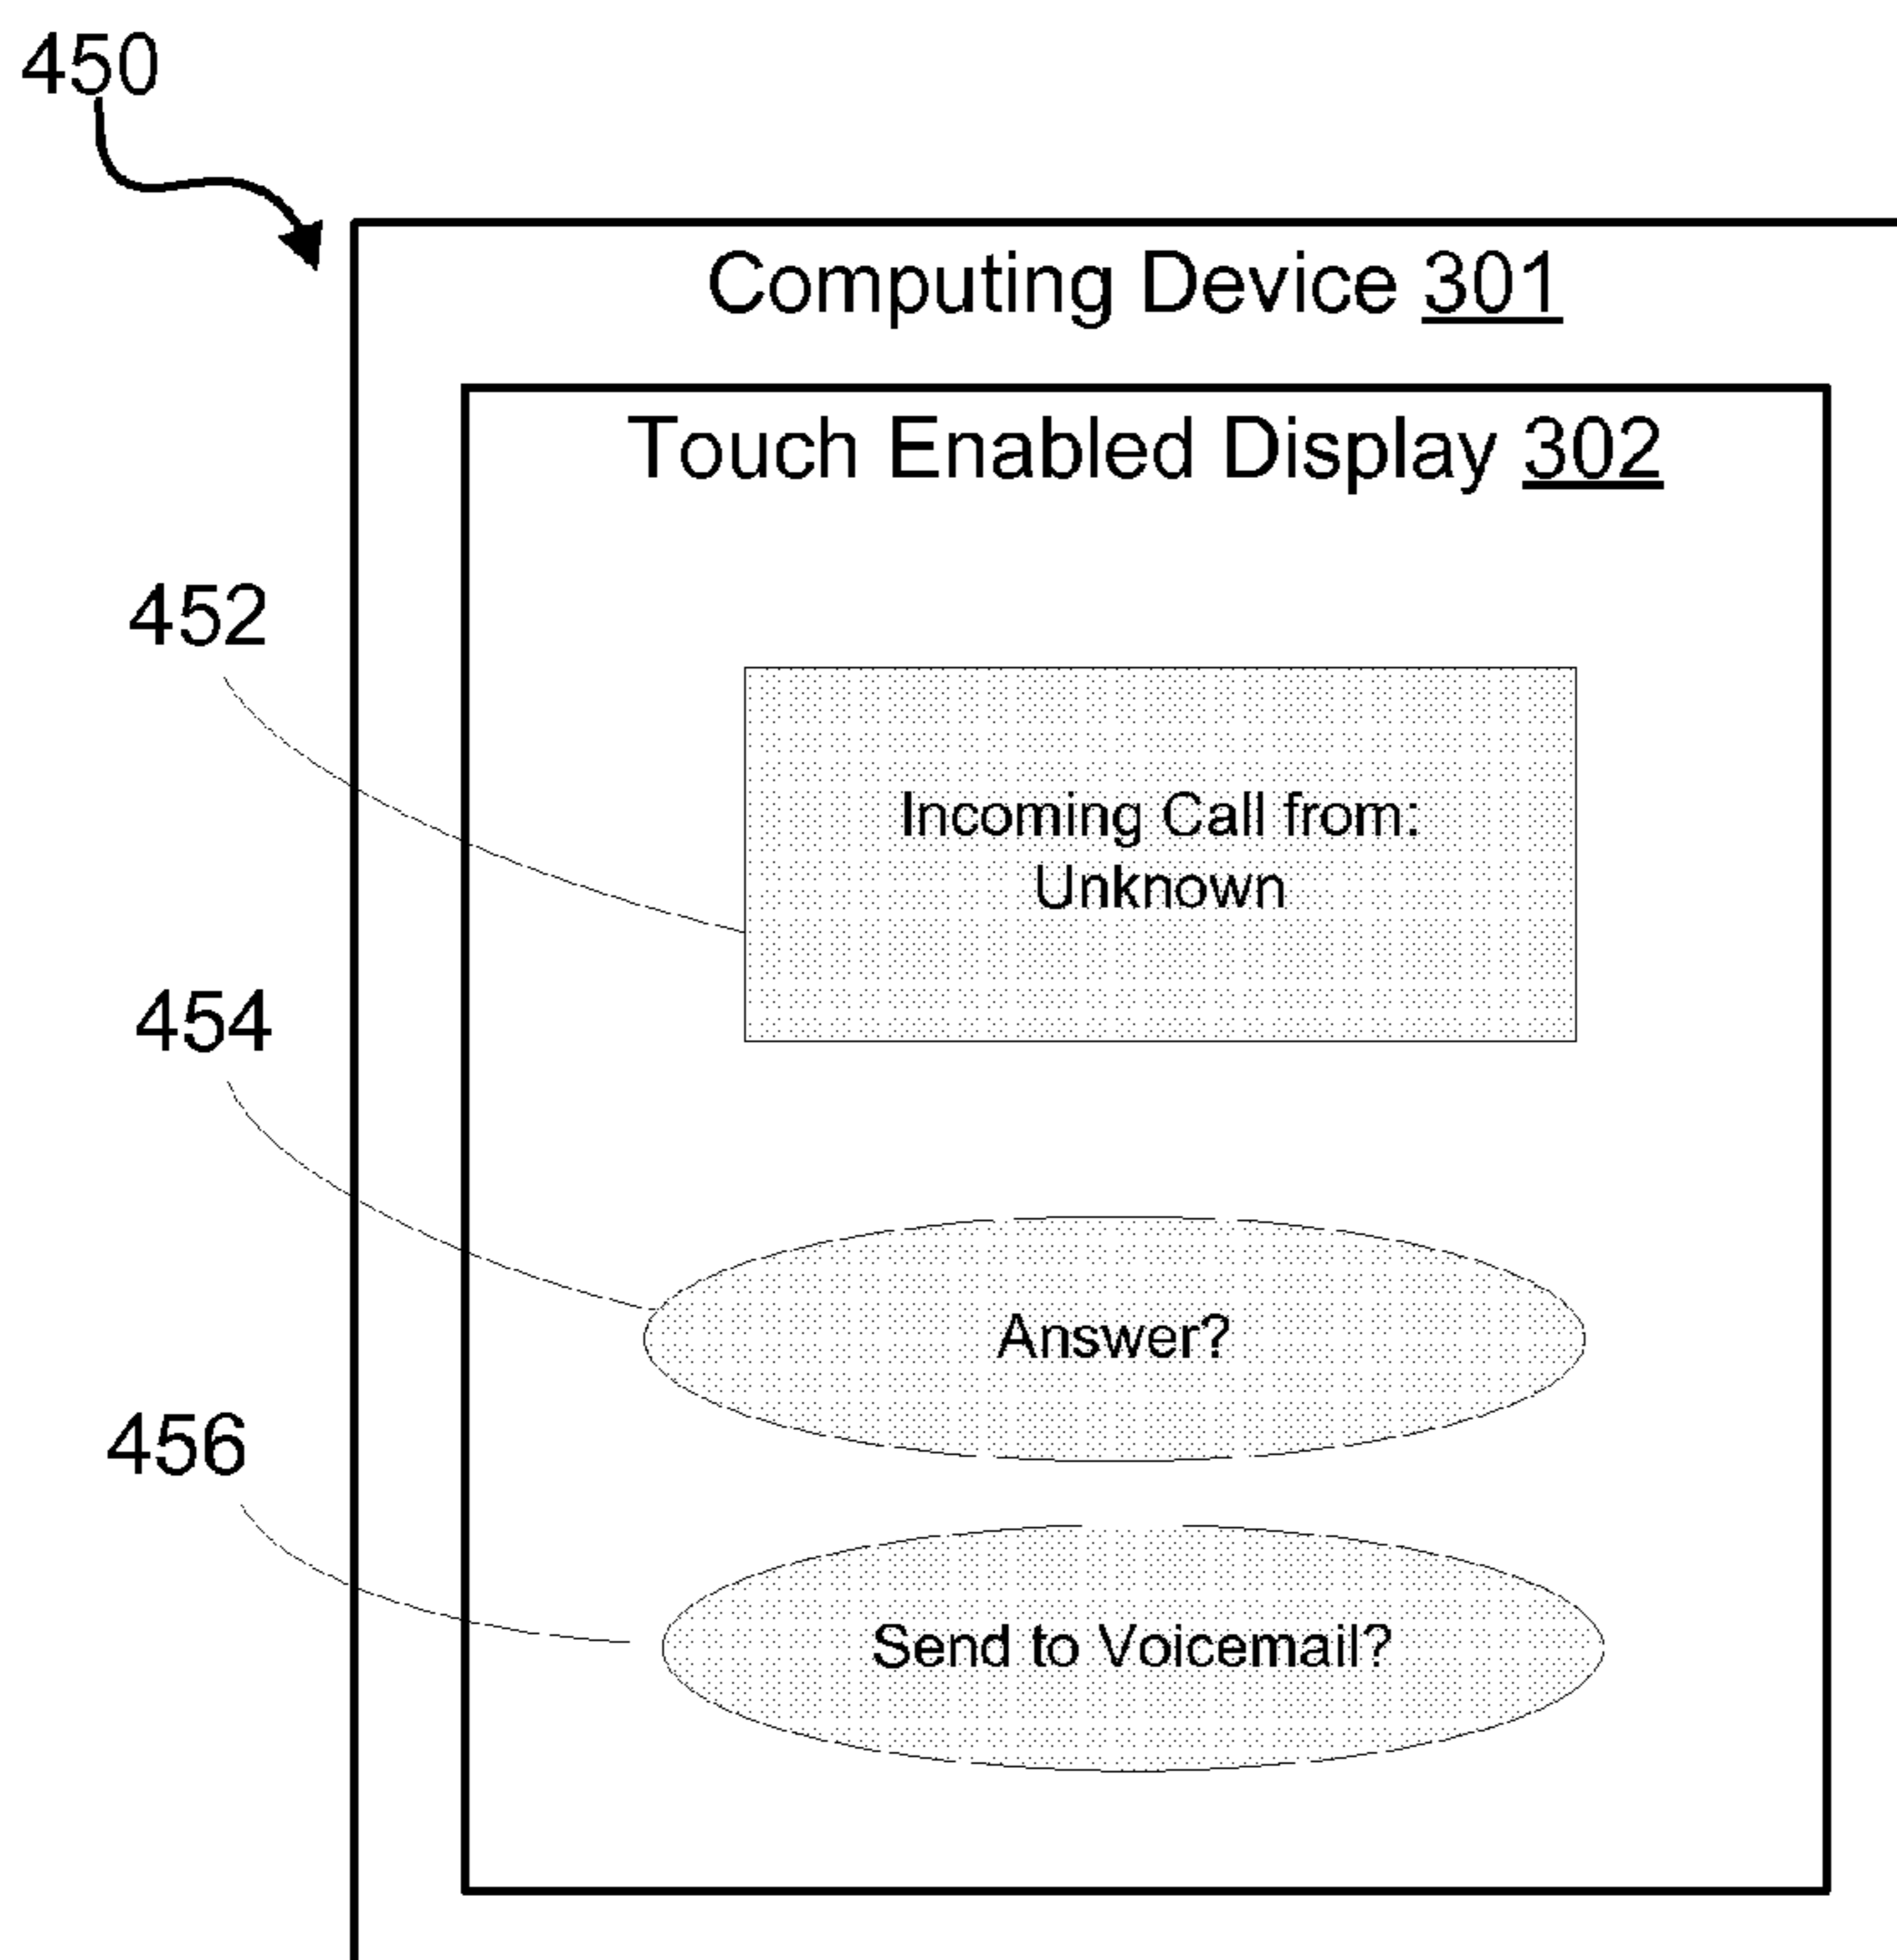 450
Computing Device 301
Touch Enabled Display 302
452
Incoming Call from:
Unknown
454
Answer?
456
Send to Voicemail?